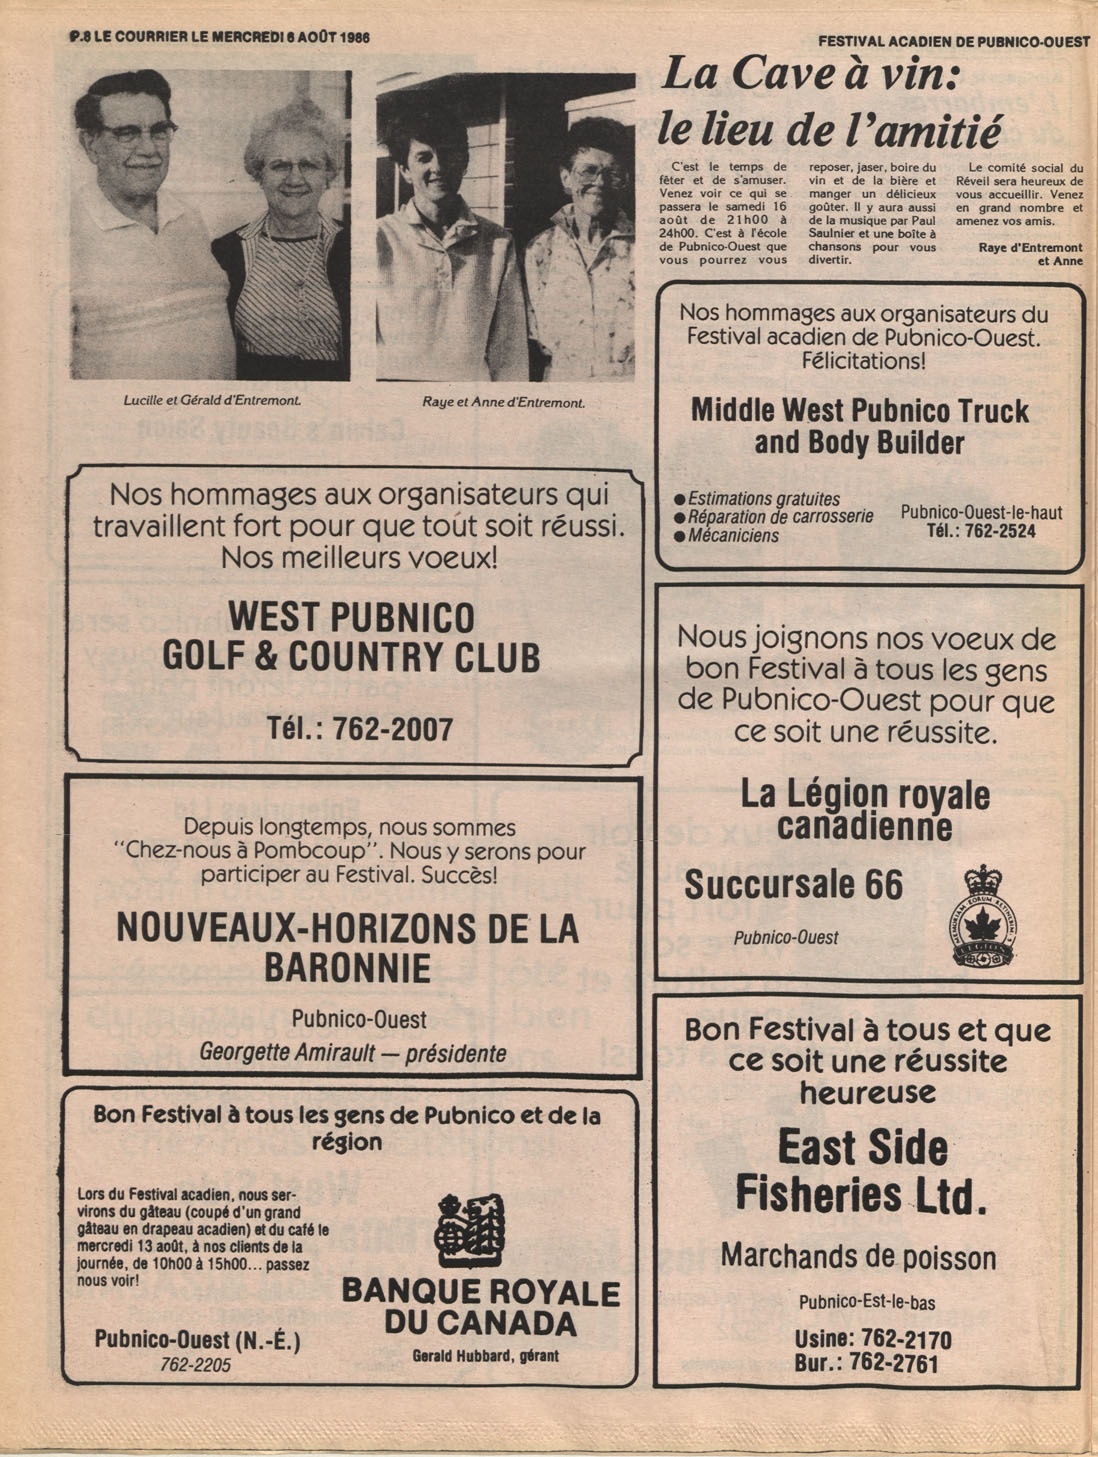 P.8 LE COURRIER LE MERCREDI 6 AOÛT 1986
FESTIVAL ACADIEN DE PUBNICO-OUEST
Lucille et Gérald d'Entremont.
Raye et Anne d'Entremont.
La Cave à vin:
le lieu de l'amitié
C'est le temps de
fêter et de s'amuser.
Venez voir ce qui se
passera le samedi 16
août de 21h00 à
24h00. C'est à l'école
de Pubnico-Ouest que
vous pourrez vous
reposer, jaser, boire du
vin et de la bière et
manger un délicieux
goûter. Il y aura aussi
de la musique par Paul
Saulnier et une boîte à
chansons pour vous
divertir.
Le comité social du
Réveil sera heureux de
vous accueillir. Venez
en grand nombre et
amenez vos amis.
Raye d'Entremont
et Anne
Nos hommages aux organisateurs du
Festival acadien de Pubnico-Ouest.
Félicitations!
Middle West Pubnico Truck
and Body Builder
● Estimations gratuites
● Réparation de carrosserie
● Mécaniciens
Pubnico-Ouest-le-haut
Tél.: 762-2524
Nos hommages aux organisateurs qui
travaillent fort pour que tout soit réussi.
Nos meilleurs voeux!
WEST PUBNICO
GOLF & COUNTRY CLUB
Tél.: 762-2007
Nous joignons nos voeux de
bon Festival à tous les gens
de Pubnico-Ouest pour que
ce soit une réussite.
La Légion royale
canadienne
Succursale 66
Pubnico-Ouest
MEMORIAM EORUM RETINEBIMUS
LEGION
Depuis longtemps, nous sommes
"Chez-nous à Pombcoup". Nous y serons pour
participer au Festival. Succès!
NOUVEAUX-HORIZONS DE LA
BARONNIE
Pubnico-Ouest
Georgette Amirault — présidente
Bon Festival à tous et que
ce soit une réussite
heureuse
East Side
Fisheries Ltd.
Marchands de poisson
Pubnico-Est-le-bas
Usine: 762-2170
Bur.: 762-2761
Bon Festival à tous les gens de Pubnico et de la
région
Lors du Festival acadien, nous ser-
virons du gâteau (coupé d'un grand
gâteau en drapeau acadien) et du café le
mercredi 13 août, à nos clients de la
journée, de 10h00 à 15h00... passez
nous voir!
Pubnico-Ouest (N.-É.)
762-2205
BANQUE ROYALE
DU CANADA
Gerald Hubbard, gérant